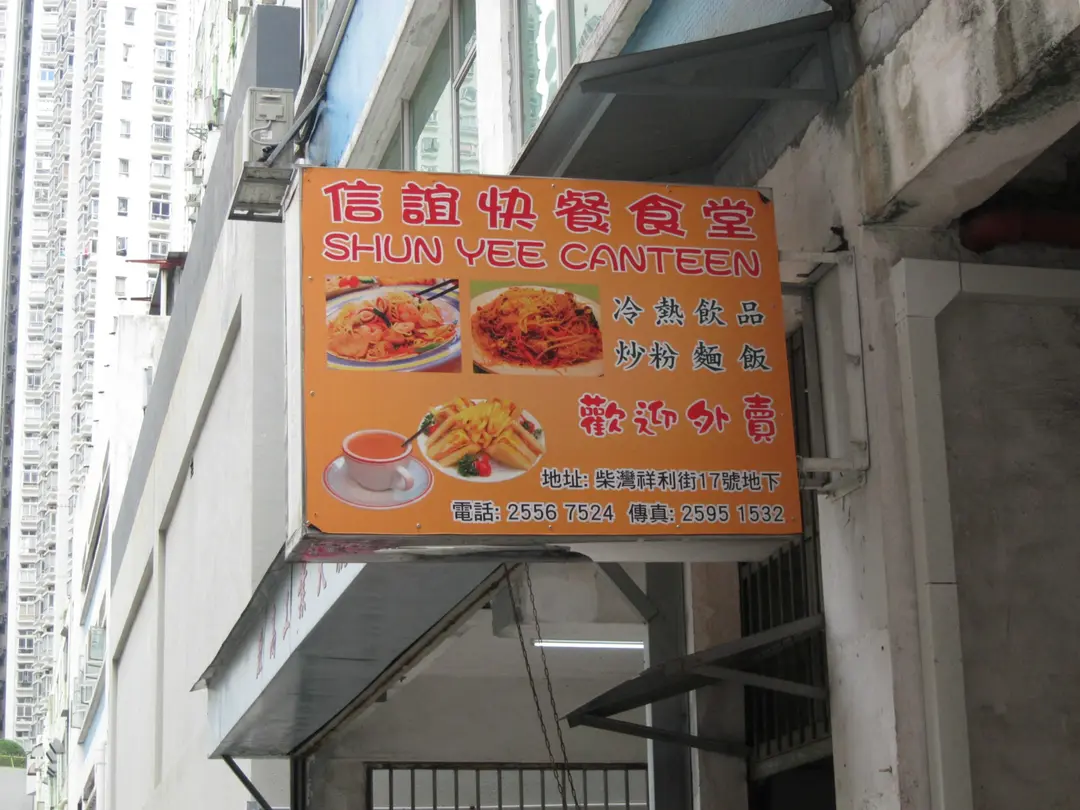 信誼快餐食堂
SHUN YEE CANTEEN
冷熱飲品
炒粉麵飯
歡迎外賣
地址: 柴灣祥利街17號地下
電話: 2556 7524 傳真: 2595 1532